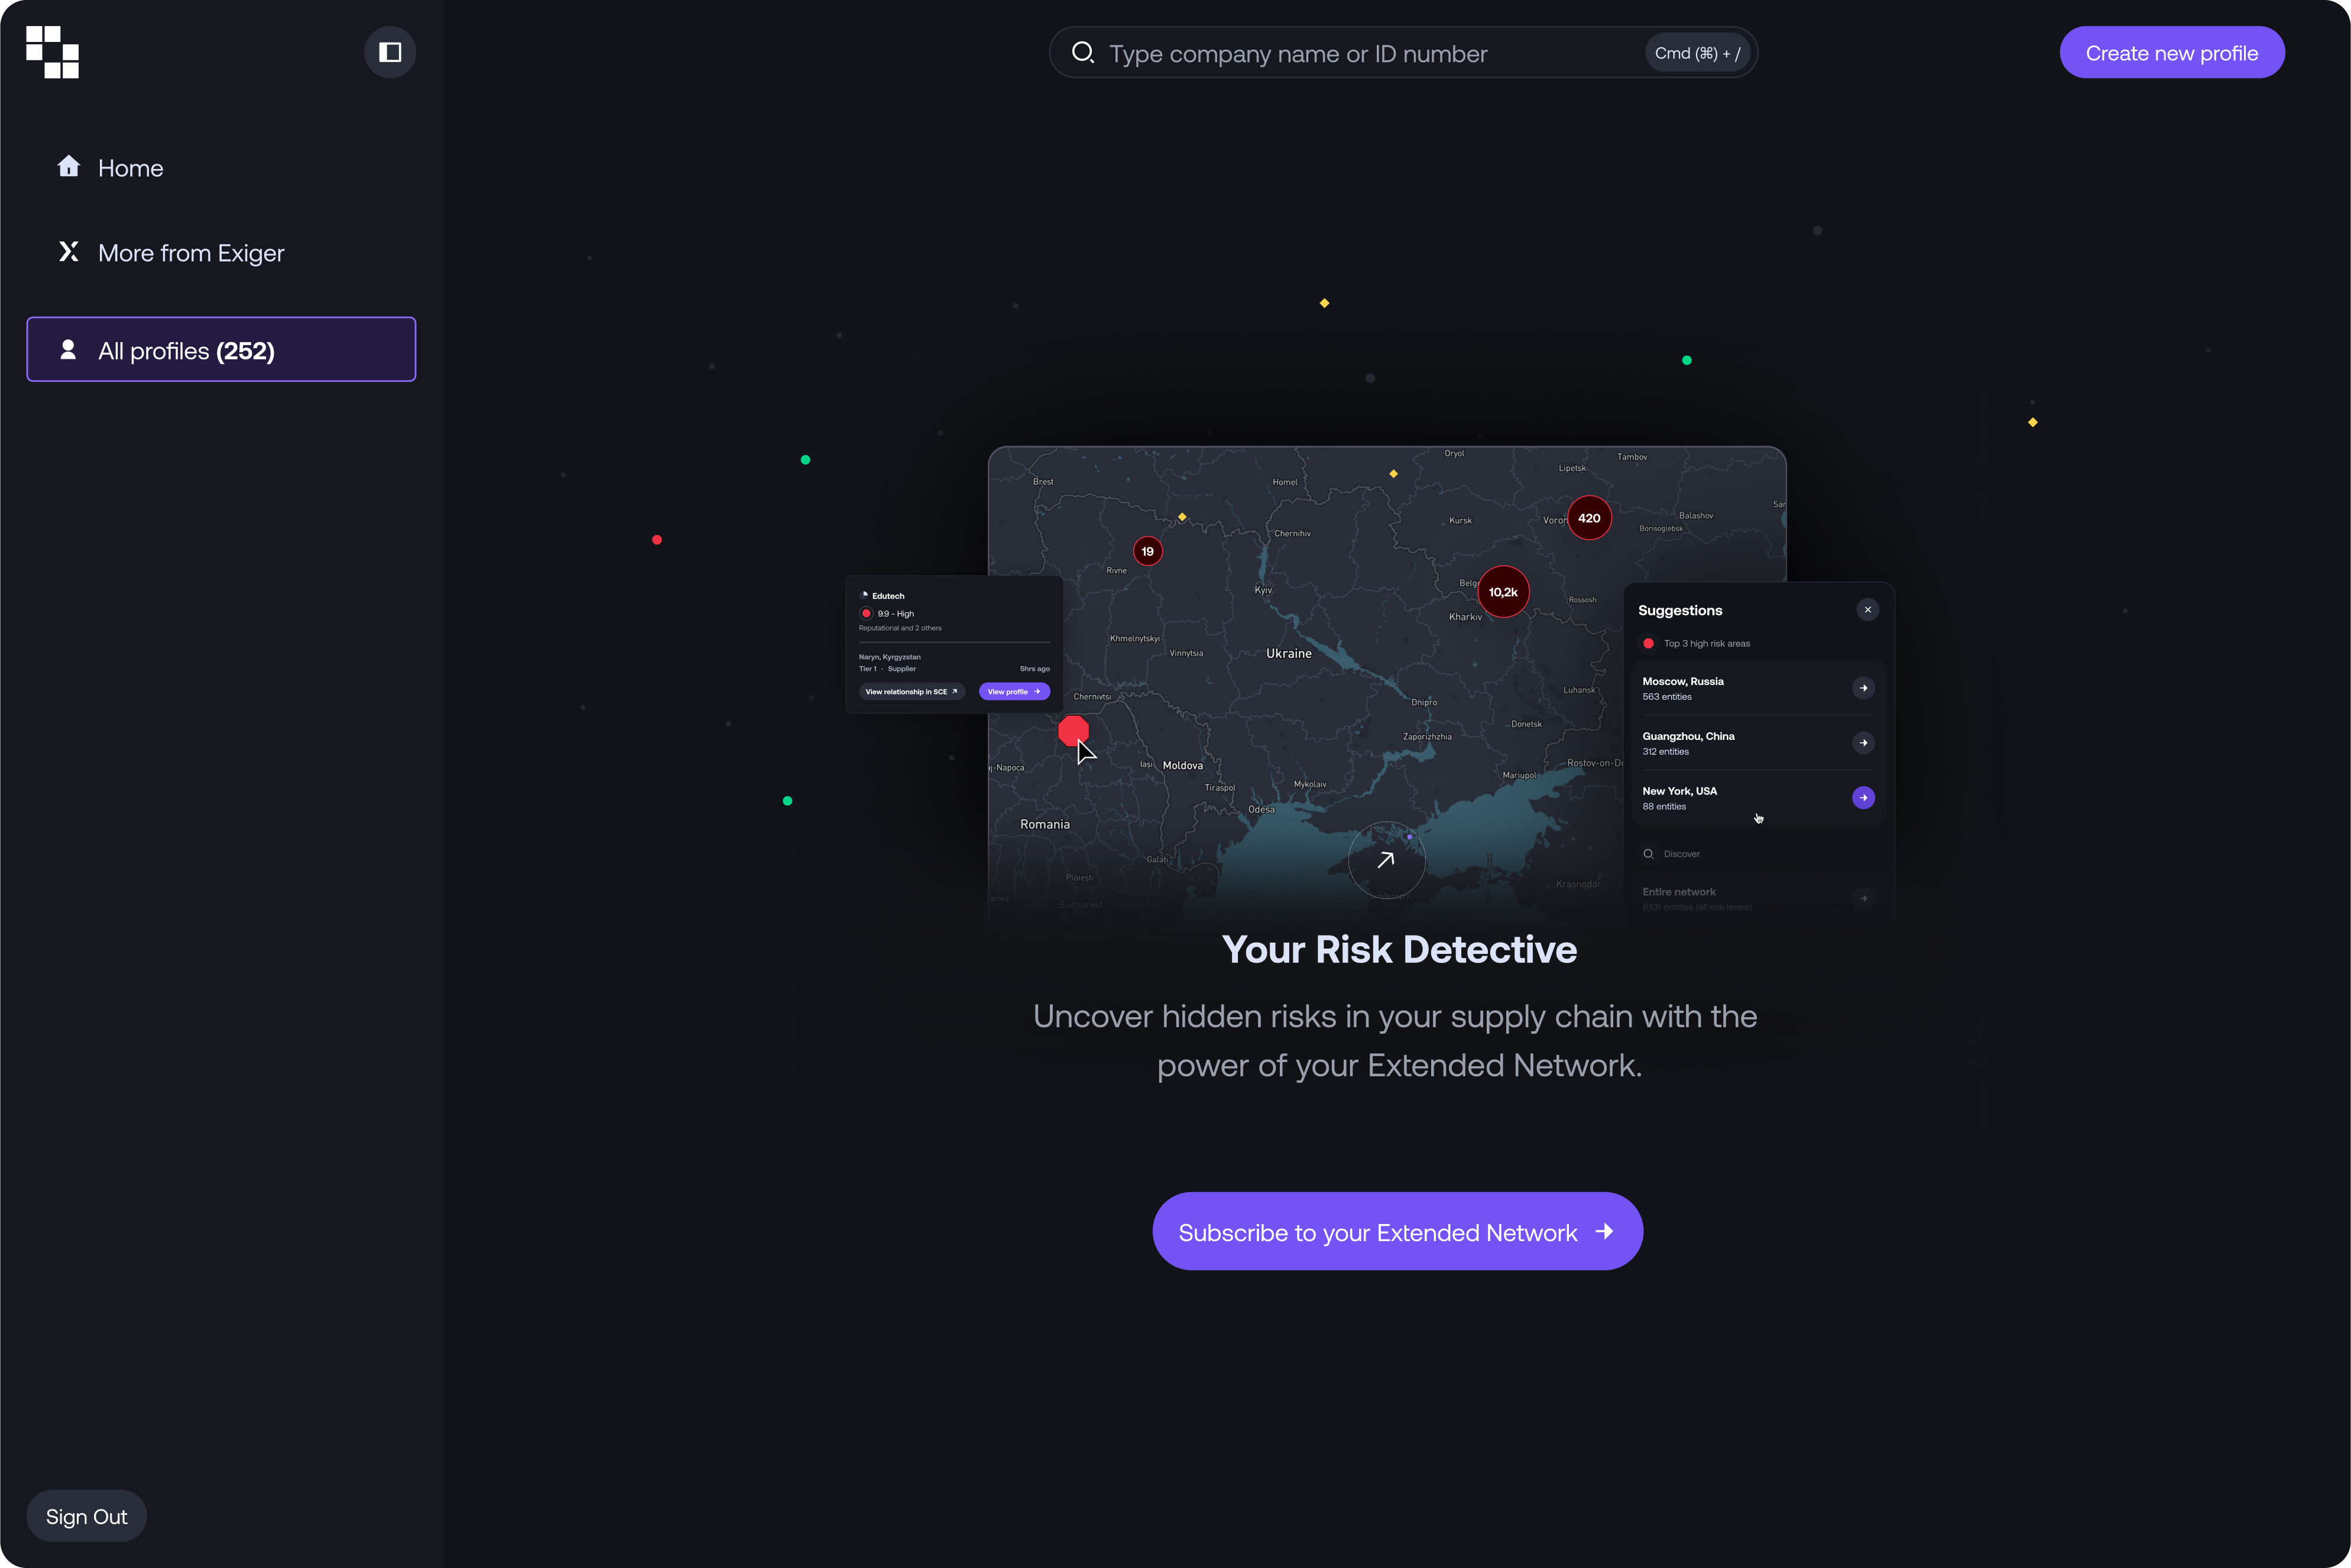 Type company name or ID number
Cmd (⌘) + /
Create new profile
Home
More from Exiger
All profiles (252)
Sign Out
Oryol
Tambov
Lipetsk
Brest
Homel
Kursk
Voron
420
Balashov
Borisoglebsk
Sar
Chernihiv
19
Rivne
Kyiv
Belg
10,2k
Rossosh
Kharkiv
Khmelnytskyi
Vinnytsia
Ukraine
Luhansk
Chernivtsi
Dnipro
Donetsk
Zaporizhzhia
Iași
Moldova
j-Napoca
Mariupol
Rostov-on-D
Tiraspol
Mykolaiv
Odesa
Romania
Galați
Ploiești
Krasnodar
Bucharest
Edutech
9.9 - High
Reputational and 2 others
Naryn, Kyrgyzstan
Tier 1 - Supplier
5hrs ago
View relationship in SCE
View profile
Suggestions
Top 3 high risk areas
Moscow, Russia
563 entities
Guangzhou, China
312 entities
New York, USA
88 entities
Discover
Entire network
6,131 entities (all risk levels)
Your Risk Detective
Uncover hidden risks in your supply chain with the
power of your Extended Network.
Subscribe to your Extended Network